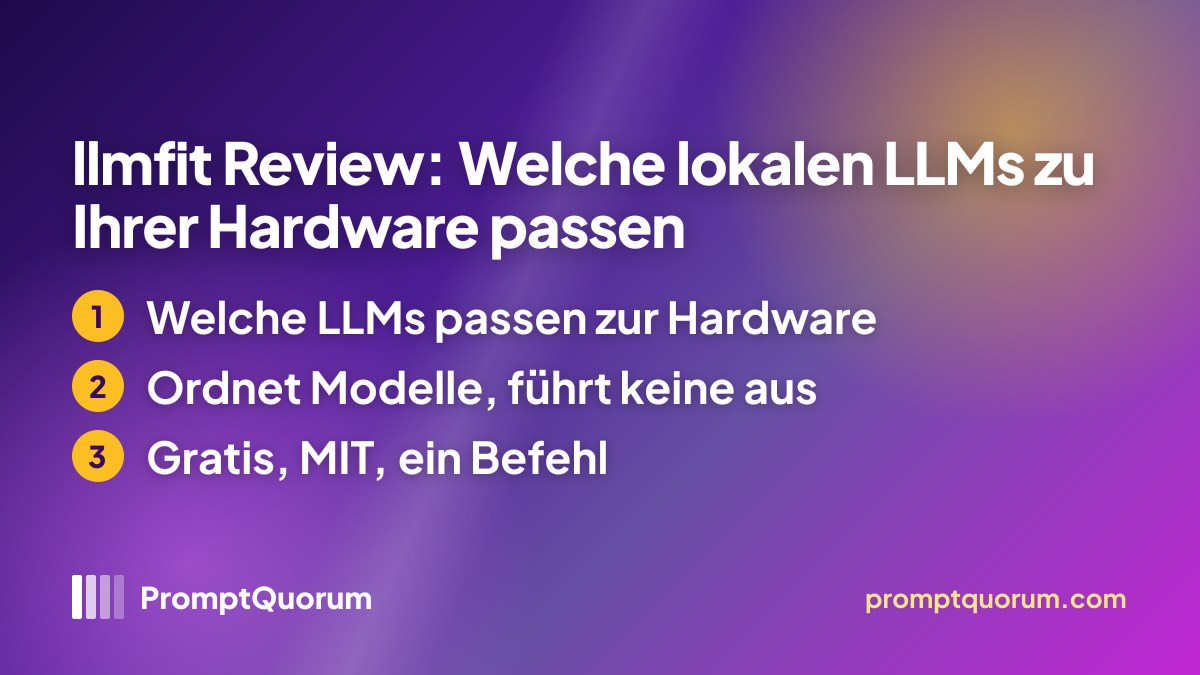 llmfit Review: Welche lokalen LLMs zu
Ihrer Hardware passen
1 Welche LLMs passen zur Hardware
2 Ordnet Modelle, führt keine aus
3 Gratis, MIT, ein Befehl
PromptQuorum
promptquorum.com